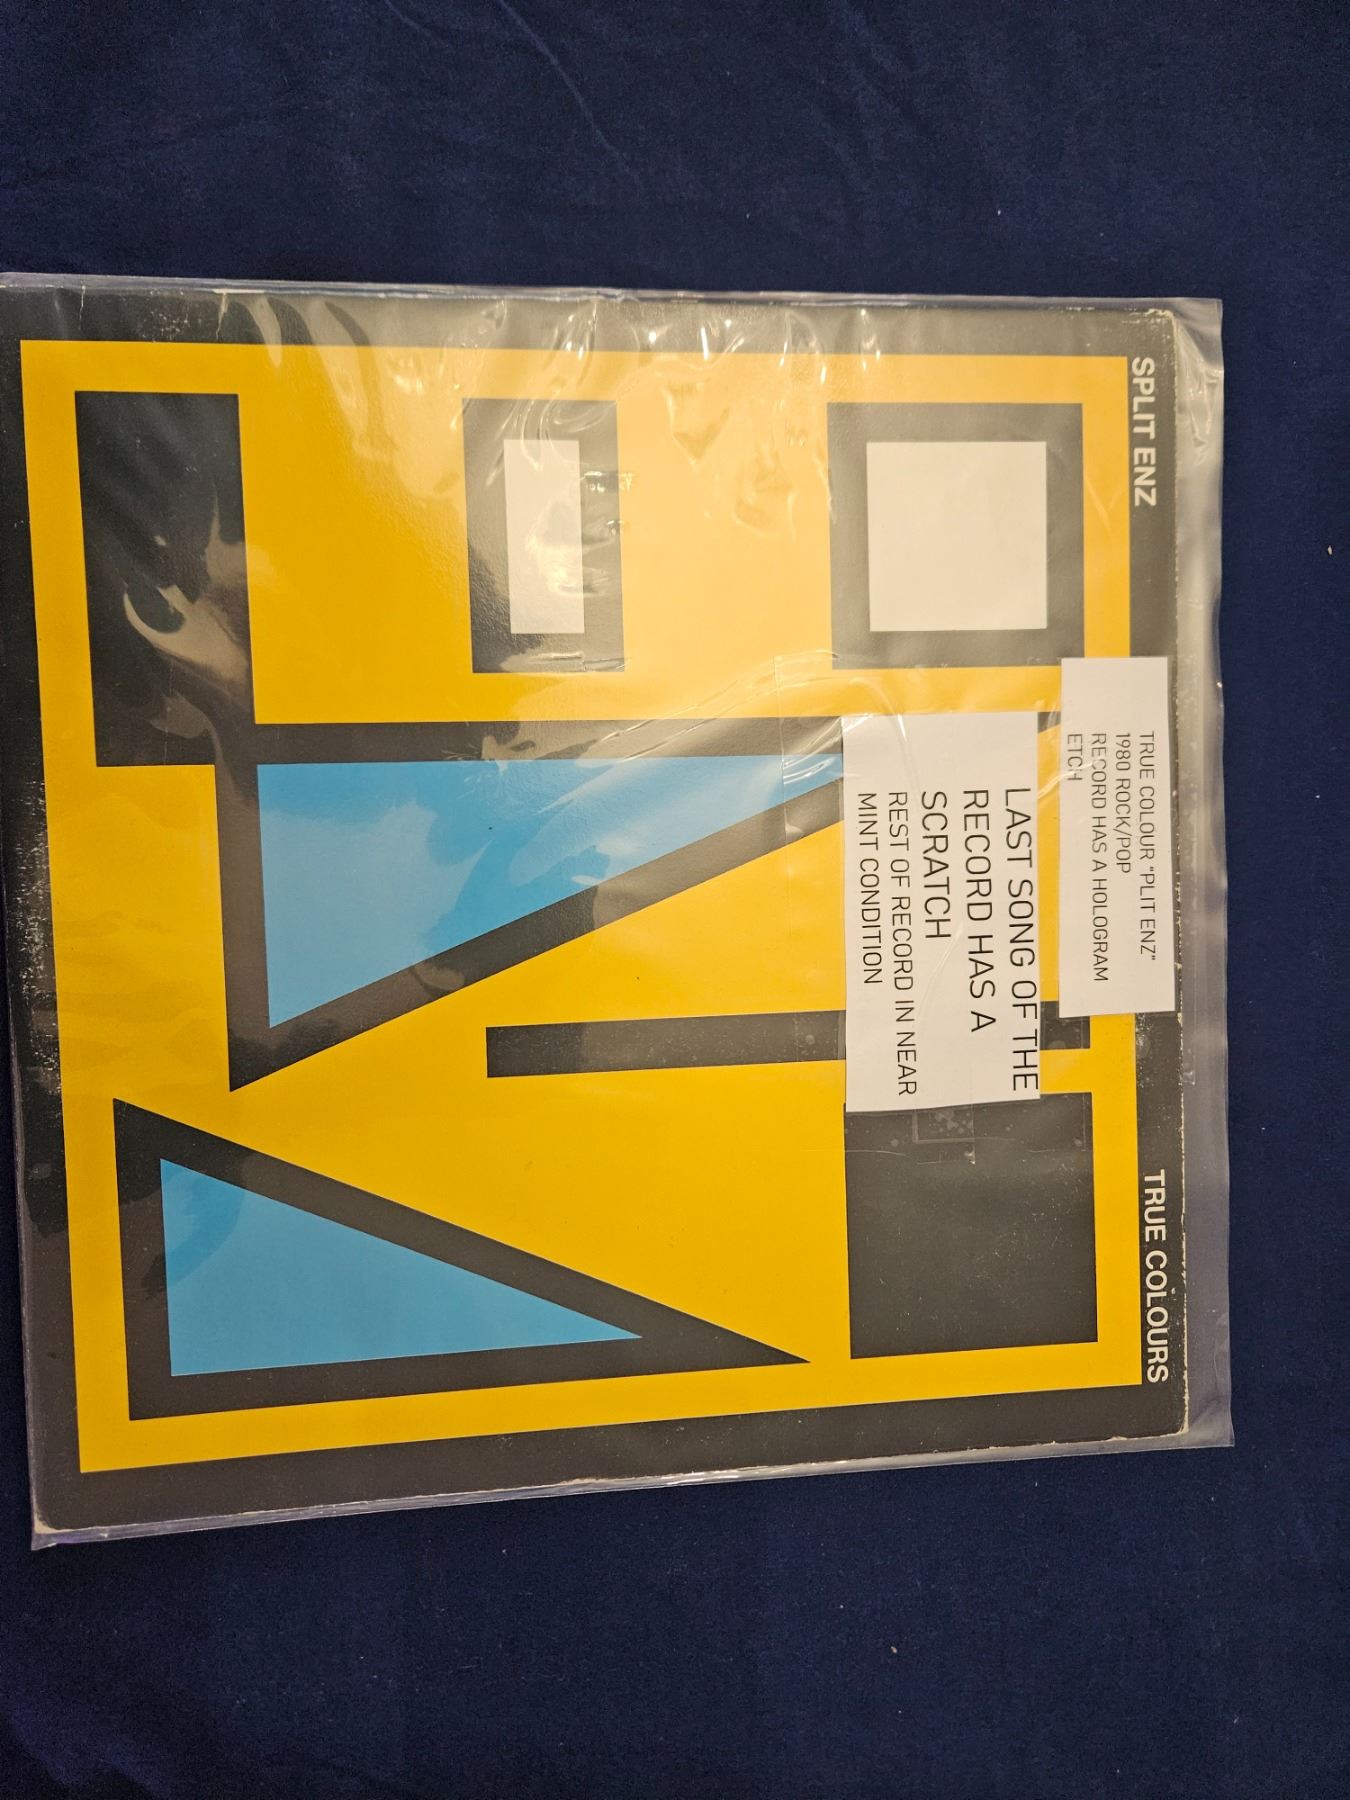 SPLIT ENZ
TRUE COLOURS
TRUE COLOUR "PLIT ENZ"
1980 ROCK/POP
RECORD HAS A HOLOGRAM
ETCH
LAST SONG OF THE
RECORD HAS A
SCRATCH
REST OF RECORD IN NEAR
MINT CONDITION